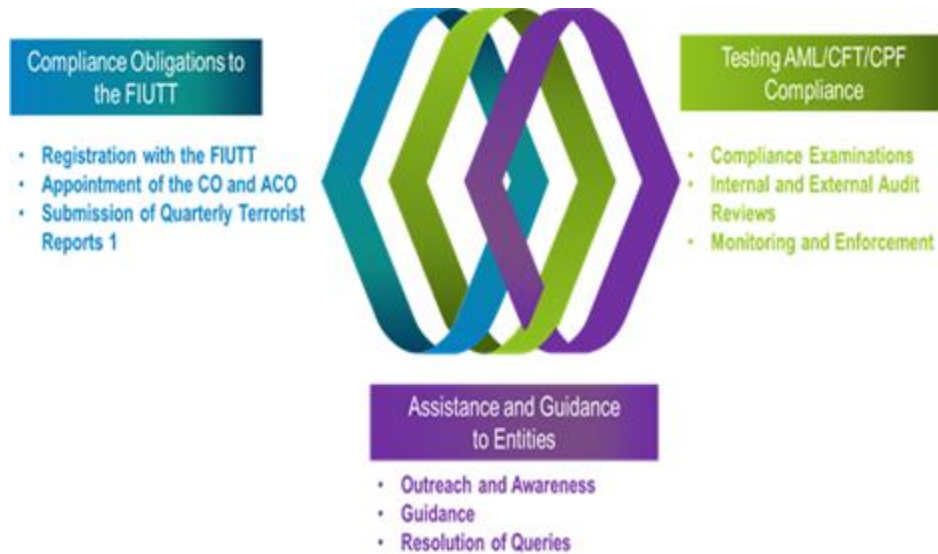 Compliance Obligations to
the FIUTT
• Registration with the FIUTT
• Appointment of the CO and ACO
• Submission of Quarterly Terrorist
Reports 1
Testing AML/CFT/CPF
Compliance
• Compliance Examinations
• Internal and External Audit
Reviews
• Monitoring and Enforcement
Assistance and Guidance
to Entities
• Outreach and Awareness
• Guidance
• Resolution of Queries